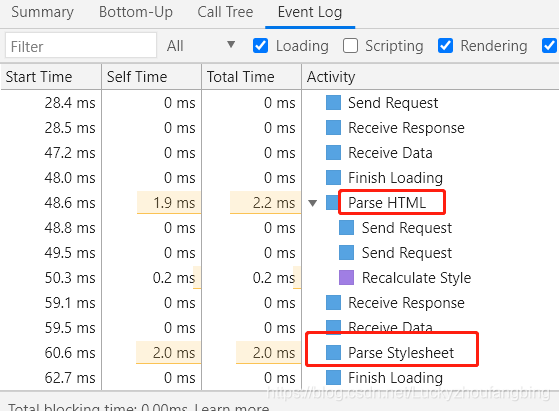 Summary Bottom-Up Call Tree Event Log
Filter All Loading Scripting Rendering
Start Time Self Time Total Time Activity
28.4 ms 0 ms 0 ms Send Request
28.5 ms 0 ms 0 ms Receive Response
47.2 ms 0 ms 0 ms Receive Data
48.0 ms 0 ms 0 ms Finish Loading
48.6 ms 1.9 ms 2.2 ms ▼ Parse HTML
48.8 ms 0 ms 0 ms Send Request
49.5 ms 0 ms 0 ms Send Request
50.3 ms 0.2 ms 0.2 ms Recalculate Style
59.1 ms 0 ms 0 ms Receive Response
59.5 ms 0 ms 0 ms Receive Data
60.6 ms 2.0 ms 2.0 ms Parse Stylesheet
62.7 ms 0 ms 0 ms Finish Loading
https://blog.csdn.net/Luckyzhoufangbing
Total blocking time: 0.00ms Learn more